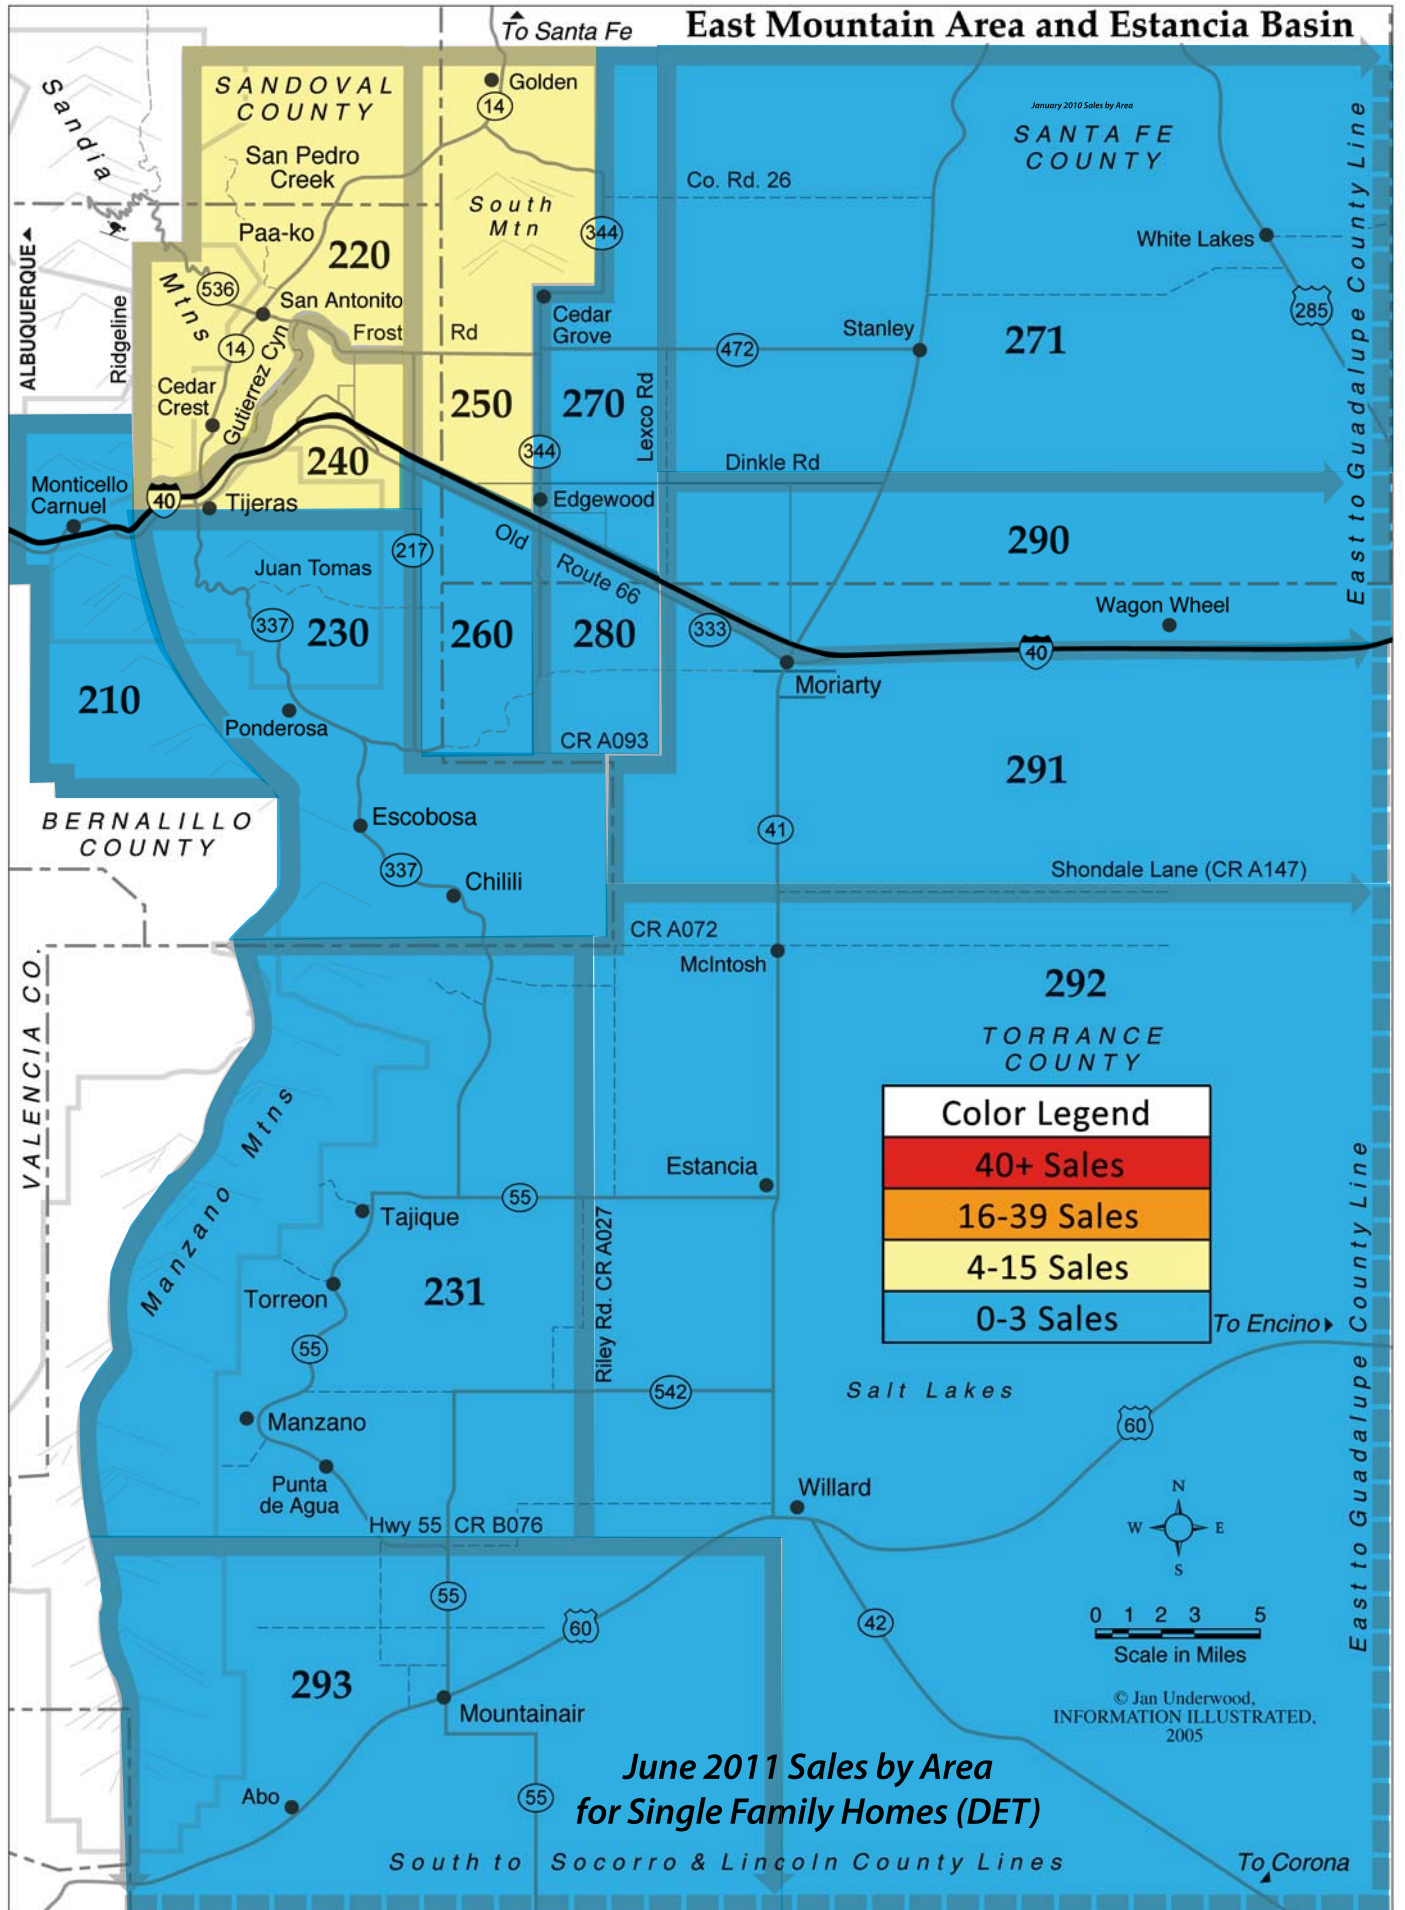 East Mountain Area and Estancia Basin
To Santa Fe
Golden
14
SANDOVAL
COUNTY
San Pedro
Creek
South
Mtn
344
Paa-ko
220
536
San Antonito
Sandia
Mtns
ALBUQUERQUE
Ridgeline
14
Gutierrez Cyn
Frost
Rd
Cedar
Crest
250
240
40
Tijeras
Monticello
Carnuel
January 2010 Sales by Area
SANTA FE
COUNTY
Co. Rd. 26
White Lakes
285
Cedar
Grove
Stanley
472
271
270
Lexco Rd
344
Dinkle Rd
Edgewood
East to Guadalupe County Line
217
Old
Route 66
290
Juan Tomas
337
230
260
280
333
Wagon Wheel
40
Moriarty
210
Ponderosa
CR A093
291
BERNALILLO
COUNTY
Escobosa
41
337
Chilili
Shondale Lane (CR A147)
CR A072
McIntosh
292
VALENCIA CO.
TORRANCE
COUNTY
Manzano Mtns
Color Legend
40+ Sales
16-39 Sales
4-15 Sales
0-3 Sales
Estancia
55
Tajique
Riley Rd. CR A027
Torreon
231
55
To Encino
East to Guadalupe County Line
542
Salt Lakes
60
Manzano
Punta
de Agua
Willard
Hwy 55
CR B076
N
W
E
S
55
60
42
0 1 2 3 5
Scale in Miles
293
Mountainair
© Jan Underwood,
INFORMATION ILLUSTRATED,
2005
Abo
55
June 2011 Sales by Area
for Single Family Homes (DET)
South to Socorro & Lincoln County Lines
To Corona